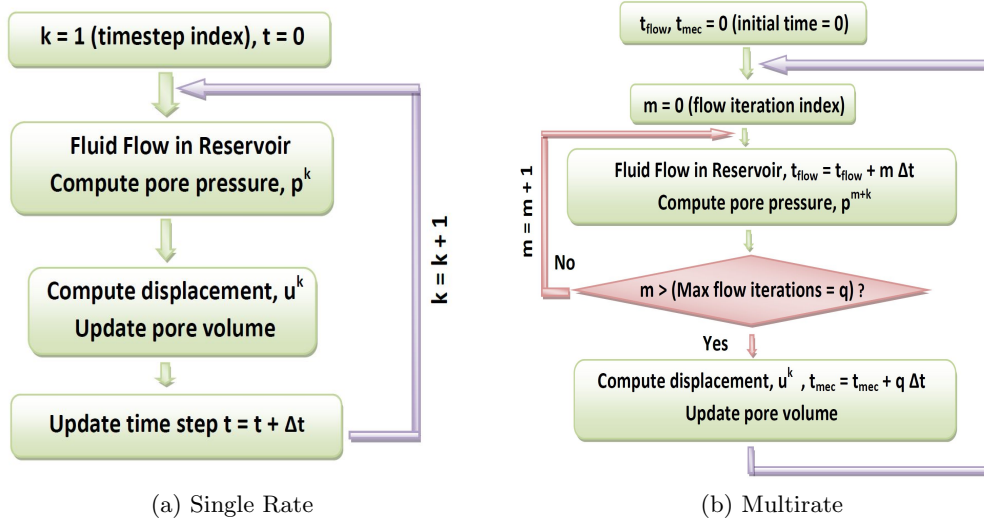 k = 1 (timestep index), t = 0
Fluid Flow in Reservoir
Compute pore pressure, p^k
Compute displacement, u^k
Update pore volume
Update time step t = t + Δt
k = k + 1
(a) Single Rate
t_flow, t_mec = 0 (initial time = 0)
m = 0 (flow iteration index)
Fluid Flow in Reservoir, t_flow = t_flow + m Δt
Compute pore pressure, p^m+k
m = m + 1
No
m > (Max flow iterations = q) ?
Yes
Compute displacement, u^k , t_mec = t_mec + q Δt
Update pore volume
(b) Multirate